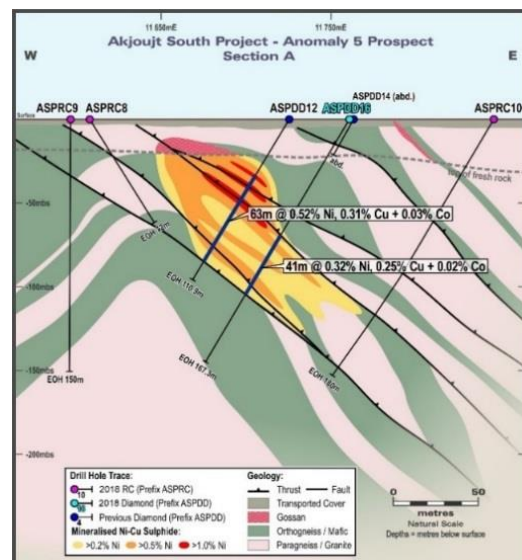 11 650mE
11 750mE
Akjoujt South Project - Anomaly 5 Prospect
Section A
W
E
ASPDD14 (abd.)
ASPRC9
ASPRC8
ASPDD12
ASPDD16
ASPRC10
Surface
abd.
top of fresh rock
-50mbs
63m @ 0.52% Ni, 0.31% Cu + 0.03% Co
41m @ 0.32% Ni, 0.25% Cu + 0.02% Co
-100mbs
EOH 150m
EOH 167.3m
-150mbs
-200mbs
Drill Hole Trace:
2018 RC (Prefix ASPRC)
2018 Diamond (Prefix ASPDD)
Previous Diamond (Prefix ASPDD)
Mineralised Ni-Cu Sulphide:
>0.2% Ni
>0.5% Ni
>1.0% Ni
Geology:
Thrust
Fault
Transported Cover
Gossan
Orthogneiss / Mafic
Paragneiss / Granite
0
50
metres
Natural Scale
Depths = metres below surface